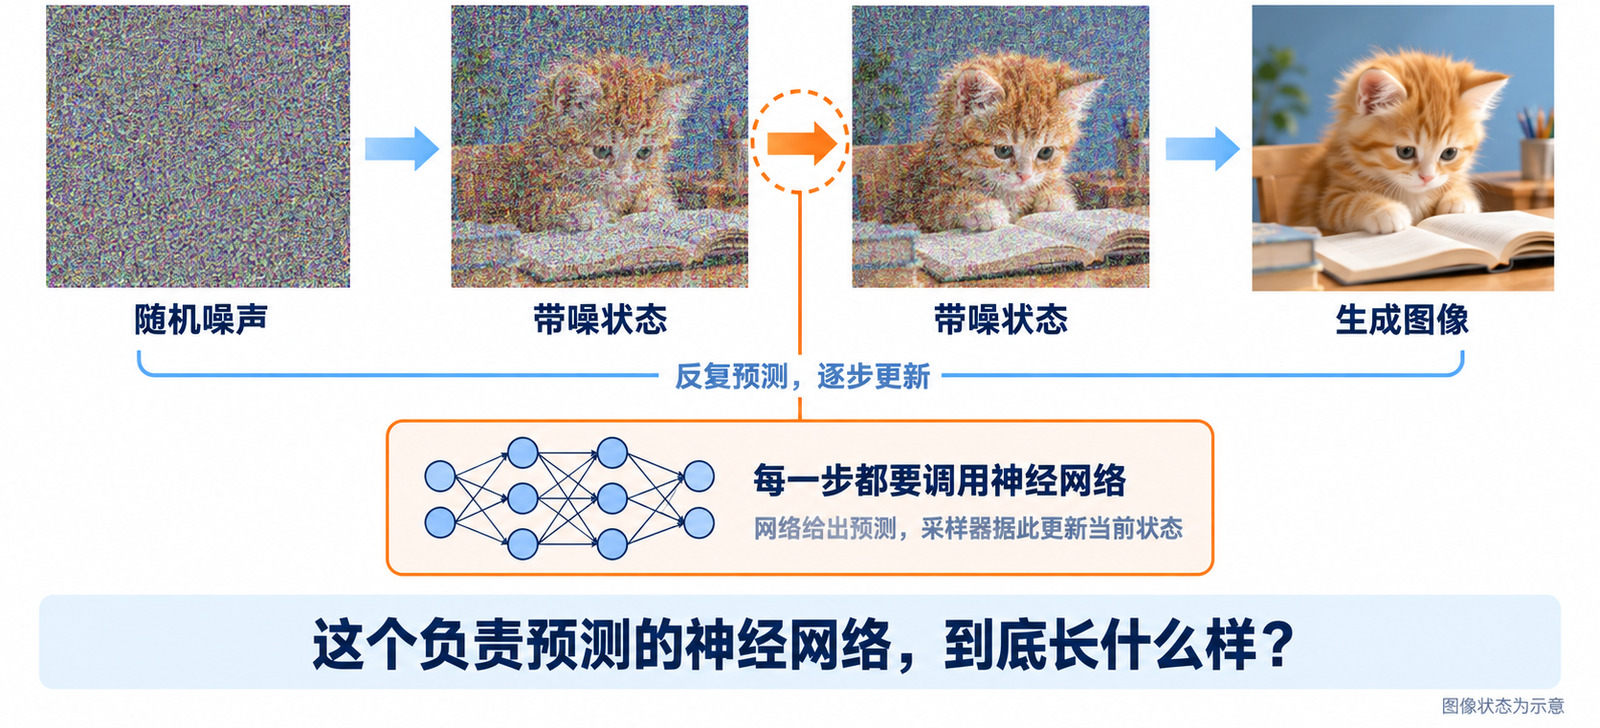 随机噪声
带噪状态
带噪状态
生成图像
反复预测，逐步更新
每一步都要调用神经网络
网络给出预测，采样器据此更新当前状态
这个负责预测的神经网络，到底长什么样？
图像状态为示意